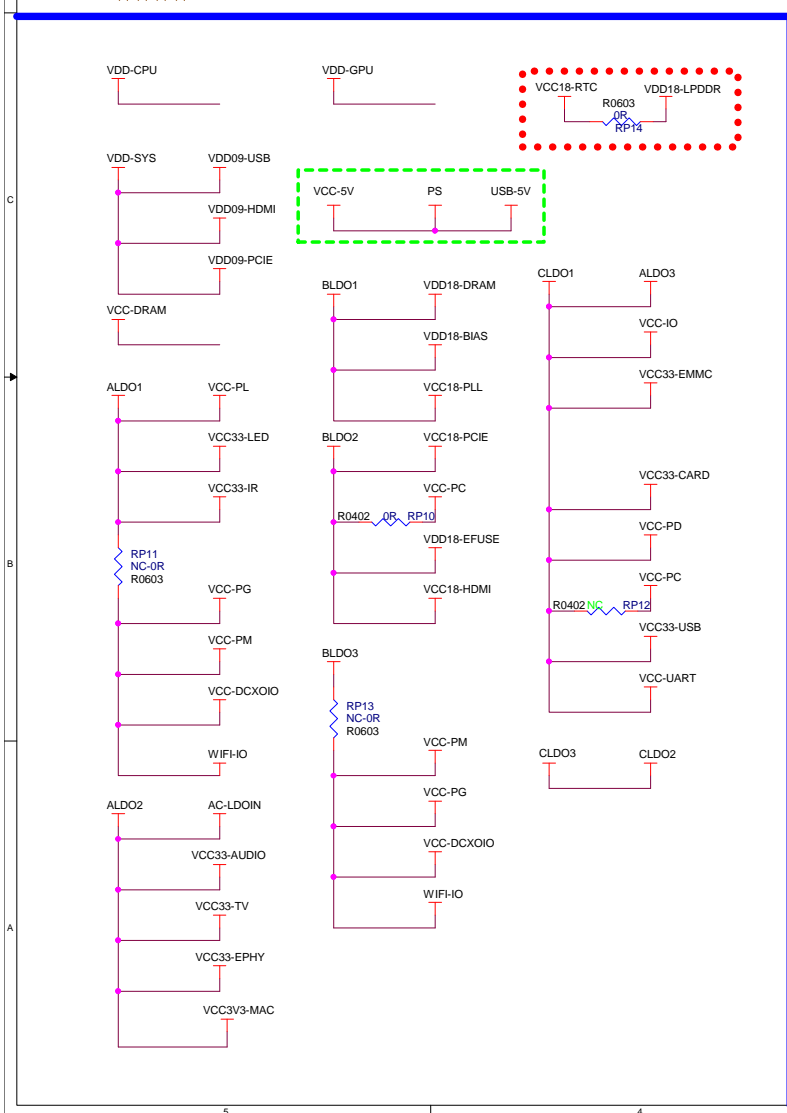 VDD-CPU
VDD-GPU
VCC18-RTC
VDD18-LPDDR
R0603
0R
RP14
VDD-SYS
VDD09-USB
VDD09-HDMI
VDD09-PCIE
VCC-5V
PS
USB-5V
C
VCC-DRAM
BLDO1
VDD18-DRAM
VDD18-BIAS
VCC18-PLL
CLDO1
ALDO3
VCC-IO
VCC33-EMMC
VCC33-CARD
VCC-PD
VCC-PC
R0402 NC RP12
VCC33-USB
VCC-UART
ALDO1
VCC-PL
VCC33-LED
VCC33-IR
RP11
NC-0R
R0603
VCC-PG
VCC-PM
VCC-DCXOIO
WIFI-IO
BLDO2
VCC18-PCIE
VCC-PC
R0402 0R RP10
VDD18-EFUSE
VCC18-HDMI
B
BLDO3
RP13
NC-0R
R0603
VCC-PM
VCC-PG
VCC-DCXOIO
WIFI-IO
CLDO3
CLDO2
ALDO2
AC-LDOIN
VCC33-AUDIO
VCC33-TV
VCC33-EPHY
VCC3V3-MAC
A
5
4